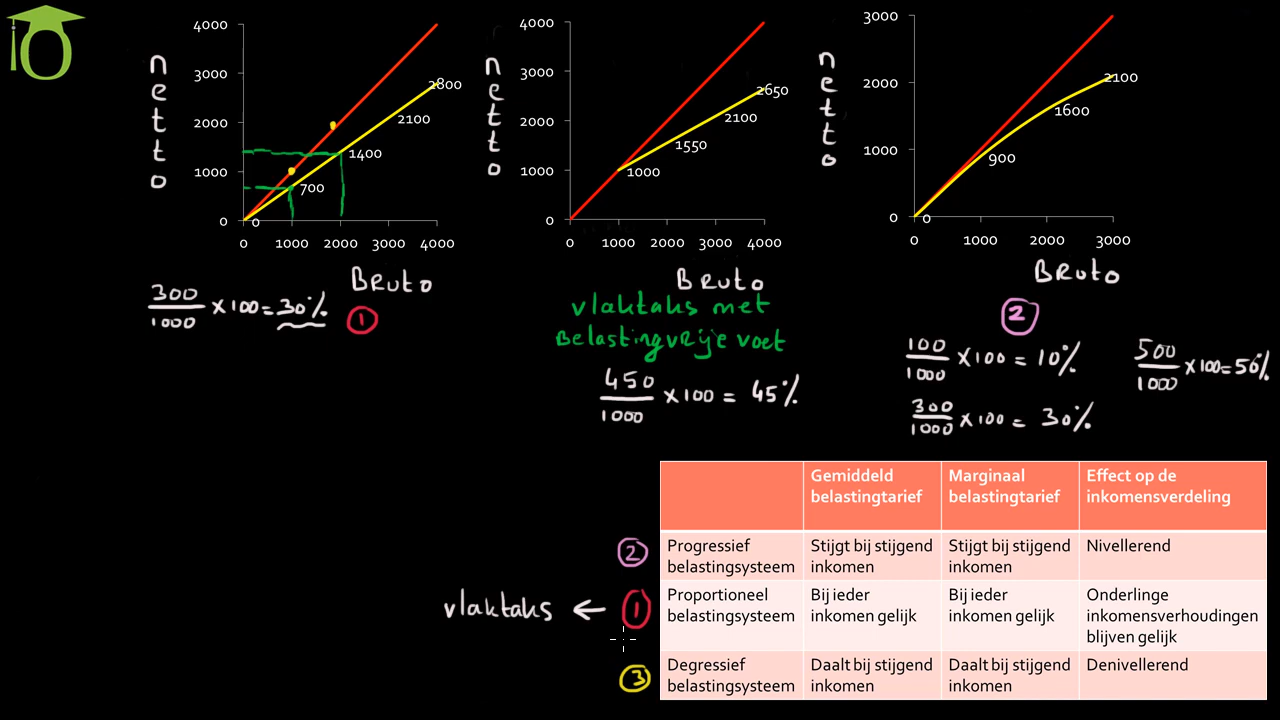 netto
4000
3000
2000
1000
0
2800
2100
1400
700
0
0 1000 2000 3000 4000
Bruto
300/1000 ×100=30% 1
netto
4000
3000
2000
1000
0
2650
2100
1550
1000
0 1000 2000 3000 4000
Bruto
vlaktaks met
Belastingvrije voet
450/1000 ×100 = 45%
netto
3000
2000
1000
0
2100
1600
900
0
0 1000 2000 3000
Bruto
2
100/1000 ×100 = 10%
300/1000 ×100 = 30%
500/1000 ×100=50%
Gemiddeld belastingtarief
Marginaal belastingtarief
Effect op de inkomensverdeling
2
Progressief belastingsysteem
Stijgt bij stijgend inkomen
Stijgt bij stijgend inkomen
Nivellerend
vlaktaks ← 1
Proportioneel belastingsysteem
Bij ieder inkomen gelijk
Bij ieder inkomen gelijk
Onderlinge inkomensverhoudingen blijven gelijk
3
Degressief belastingsysteem
Daalt bij stijgend inkomen
Daalt bij stijgend inkomen
Denivellerend